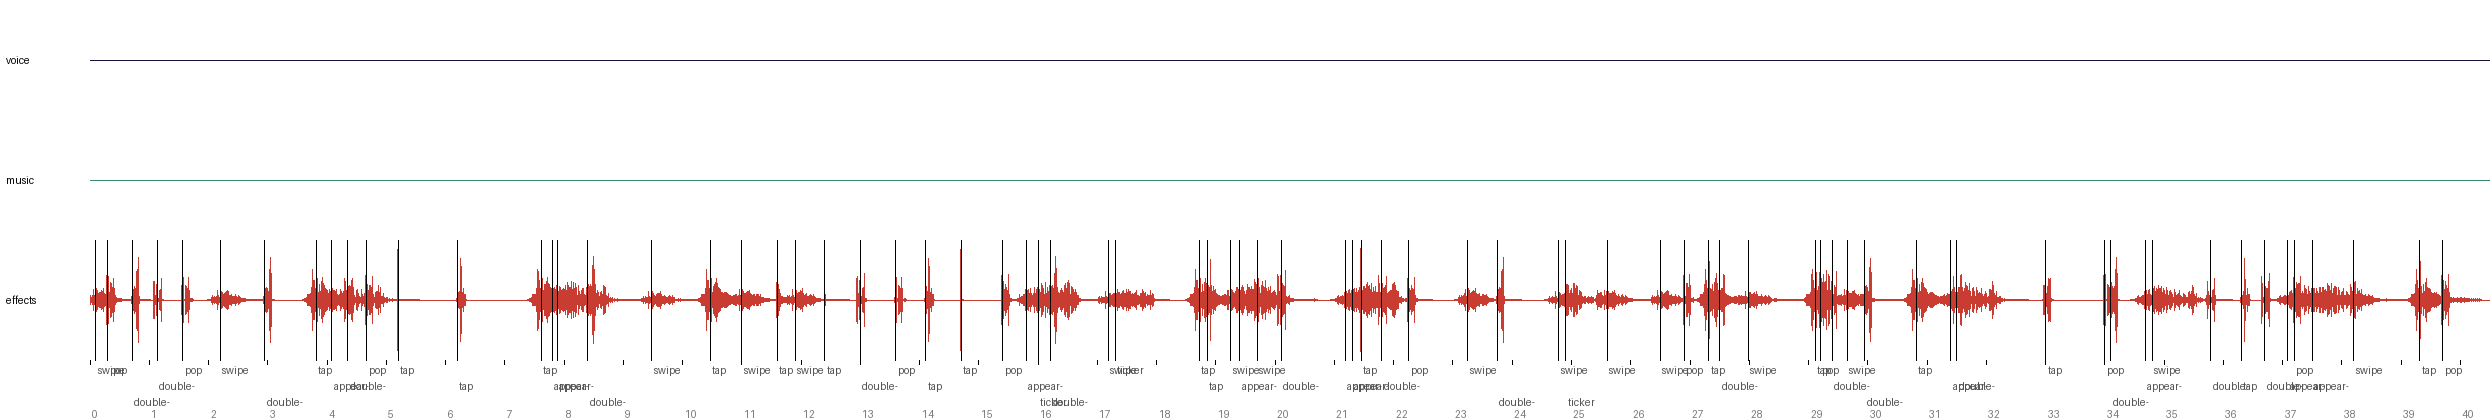 voice
music
effects
swipe pop pop swipe tap pop tap swipe tap swipe tap swipe tap pop tap pop swipe ticker tap swipe swipe tap pop swipe swipe swipe swipe pop tap swipe tap pop swipe tap tap pop swipe tap pop swipe tap pop
double- appear- double- tap appear- appear- double- tap appear- tap appear- double- appear- appear- double- double- double- tap appear- double- appear- double- tap double- appear- appear-
double- double- double- ticker double- double- ticker double- double-
0 1 2 3 4 5 6 7 8 9 10 11 12 13 14 15 16 17 18 19 20 21 22 23 24 25 26 27 28 29 30 31 32 33 34 35 36 37 38 39 40